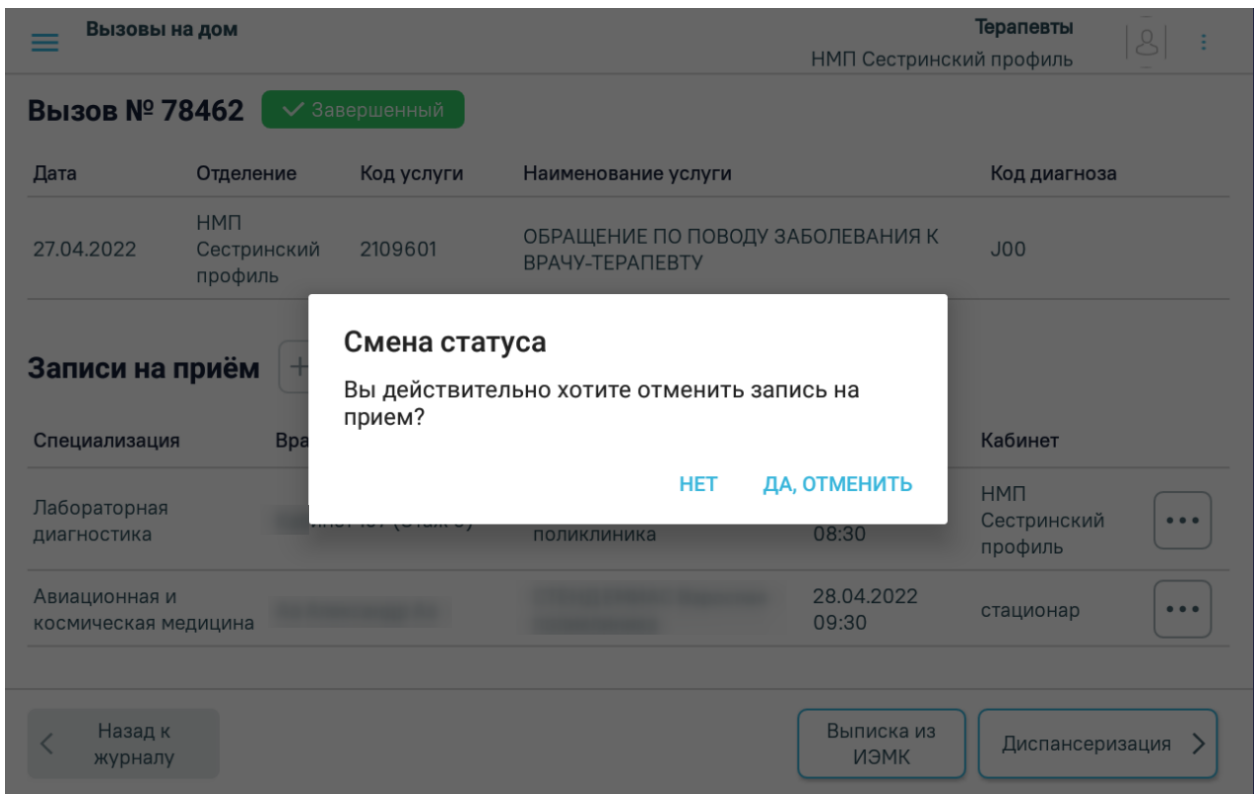 Вызовы на дом
Терапевты
НМП Сестринский профиль
Вызов № 78462
Завершенный
Дата Отделение Код услуги Наименование услуги Код диагноза
27.04.2022
НМП
Сестринский
профиль
2109601
ОБРАЩЕНИЕ ПО ПОВОДУ ЗАБОЛЕВАНИЯ К
ВРАЧУ-ТЕРАПЕВТУ
J00
Записи на приём
+
Смена статуса
Вы действительно хотите отменить запись на
прием?
НЕТ ДА, ОТМЕНИТЬ
Специализация Вра Кабинет
Лабораторная
диагностика
поликлиника
08:30
НМП
Сестринский
профиль
Авиационная и
космическая медицина
28.04.2022
09:30
стационар
Назад к
журналу
Выписка из
ИЭМК
Диспансеризация